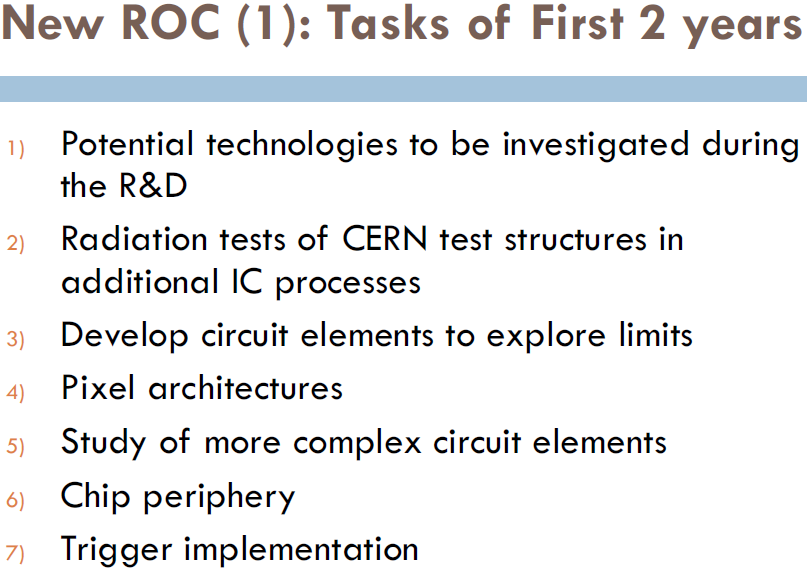 New ROC (1): Tasks of First 2 years
1) Potential technologies to be investigated during
the R&D
2) Radiation tests of CERN test structures in
additional IC processes
3) Develop circuit elements to explore limits
4) Pixel architectures
5) Study of more complex circuit elements
6) Chip periphery
7) Trigger implementation